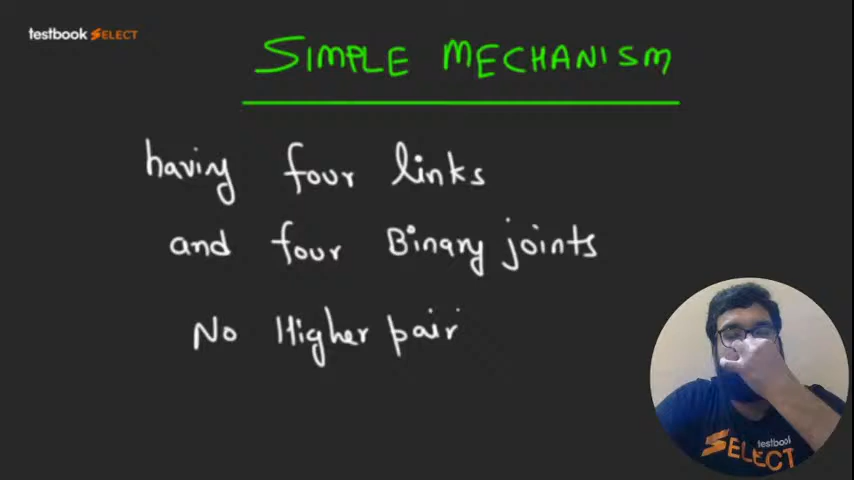 testbook SELECT
SIMPLE MECHANISM
having four links
and four Binary joints
No Higher pair
testbook
SELECT